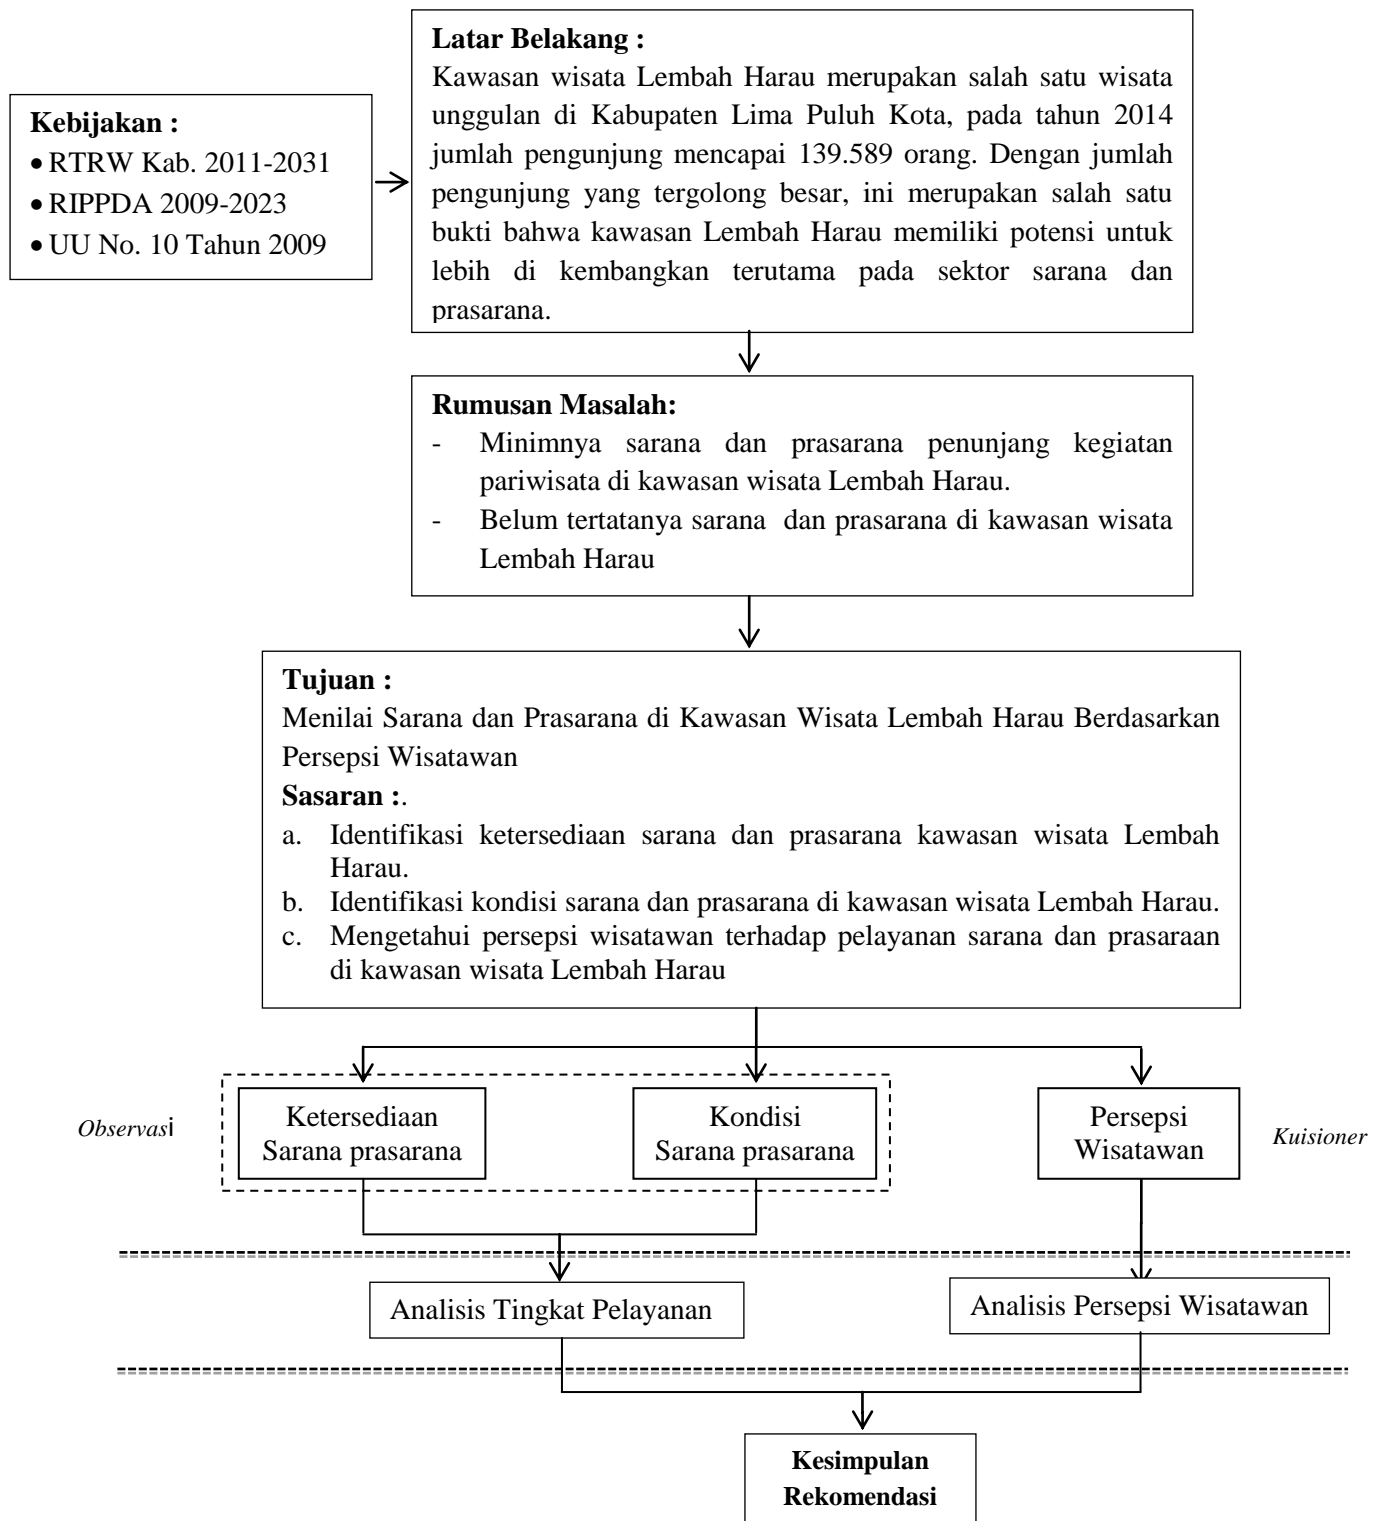 Latar Belakang :
Kawasan wisata Lembah Harau merupakan salah satu wisata
unggulan di Kabupaten Lima Puluh Kota, pada tahun 2014
jumlah pengunjung mencapai 139.589 orang. Dengan jumlah
pengunjung yang tergolong besar, ini merupakan salah satu
bukti bahwa kawasan Lembah Harau memiliki potensi untuk
lebih di kembangkan terutama pada sektor sarana dan
prasarana.
Kebijakan :
• RTRW Kab. 2011-2031
• RIPPDA 2009-2023
• UU No. 10 Tahun 2009
Rumusan Masalah:
- Minimnya sarana dan prasarana penunjang kegiatan
pariwisata di kawasan wisata Lembah Harau.
- Belum tertatanya sarana dan prasarana di kawasan wisata
Lembah Harau
Tujuan :
Menilai Sarana dan Prasarana di Kawasan Wisata Lembah Harau Berdasarkan
Persepsi Wisatawan
Sasaran :.
a. Identifikasi ketersediaan sarana dan prasarana kawasan wisata Lembah
Harau.
b. Identifikasi kondisi sarana dan prasarana di kawasan wisata Lembah Harau.
c. Mengetahui persepsi wisatawan terhadap pelayanan sarana dan prasaraan
di kawasan wisata Lembah Harau
Observasi
Ketersediaan
Sarana prasarana
Kondisi
Sarana prasarana
Persepsi
Wisatawan
Kuisioner
Analisis Tingkat Pelayanan
Analisis Persepsi Wisatawan
Kesimpulan
Rekomendasi